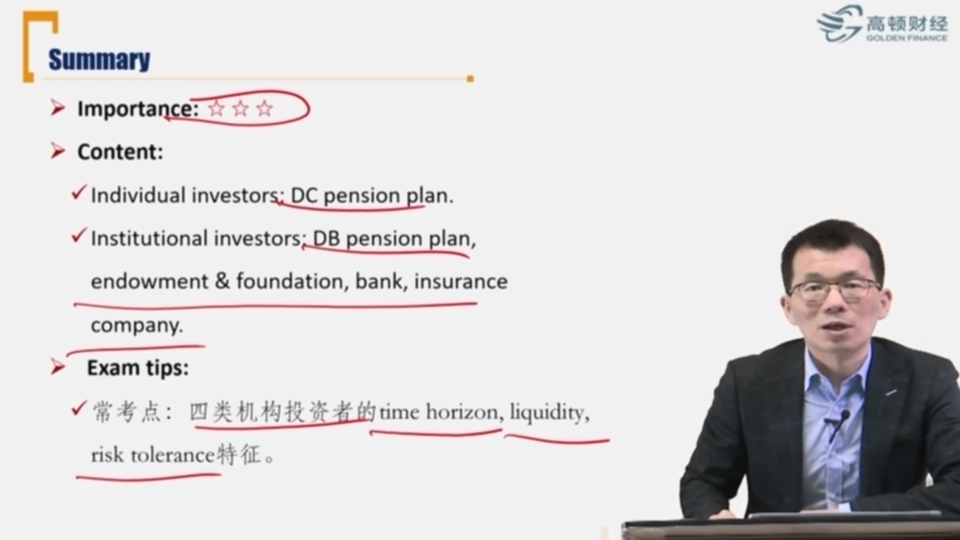 高顿财经
GOLDEN FINANCE
Summary
Importance: ☆☆☆
Content:
Individual investors: DC pension plan.
Institutional investors: DB pension plan,
endowment & foundation, bank, insurance
company.
Exam tips:
常考点：四类机构投资者的time horizon, liquidity,
risk tolerance特征。